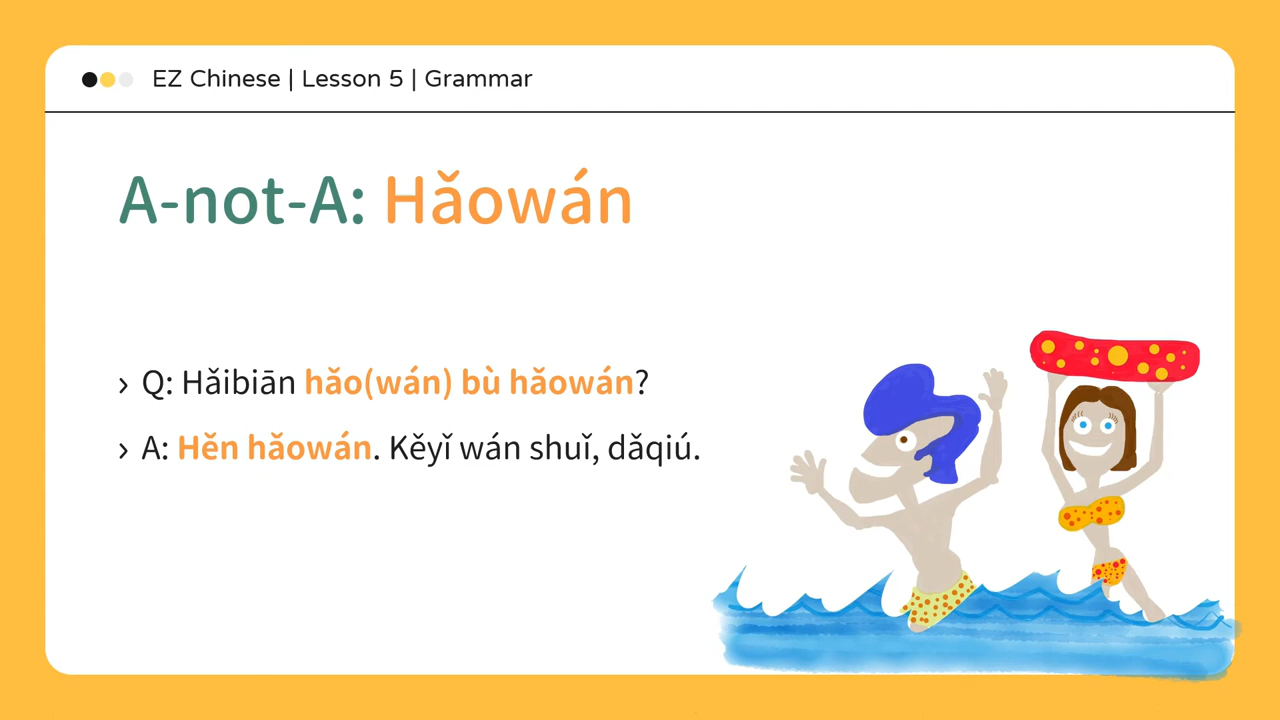 EZ Chinese | Lesson 5 | Grammar
A-not-A: Hǎowán
› Q: Hǎibiān hǎo(wán) bù hǎowán?
› A: Hěn hǎowán. Kěyǐ wán shuǐ, dǎqiú.